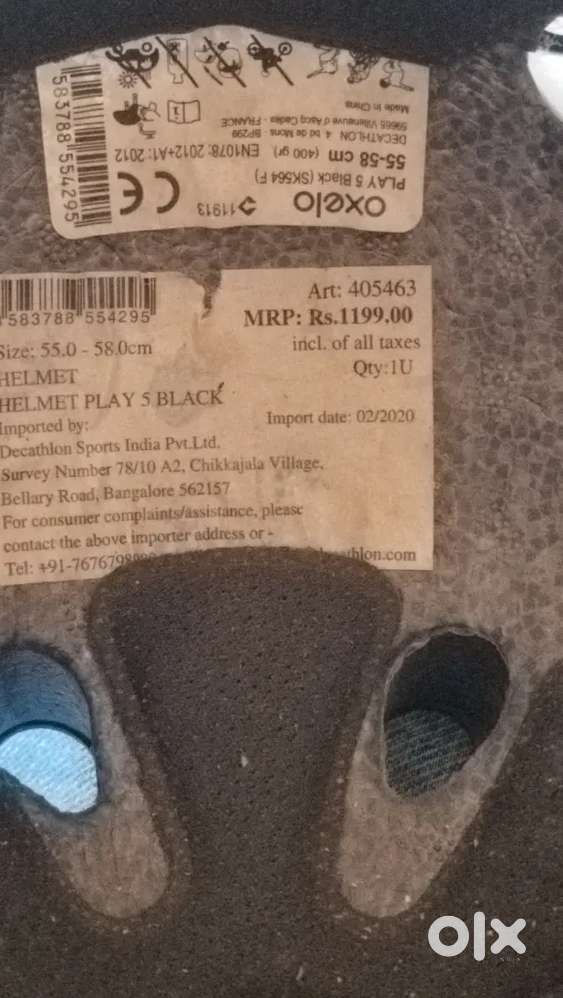 oxelo
11913
CE
PLAY 5 Black (SK564 F)
55-58 cm (400 gr) EN1078: 2012+A1: 2012
DECATHLON 4 bd de Mons - BP299
59665 Villeneuve d'Ascq Cedex - FRANCE
Made in China
583788 554295
583788 554295
Art: 405463
MRP: Rs.1199.00
incl. of all taxes
Qty:1U
Size: 55.0 - 58.0cm
HELMET
HELMET PLAY 5 BLACK
Import date: 02/2020
Imported by:
Decathlon Sports India Pvt.Ltd.
Survey Number 78/10 A2, Chikkajala Village,
Bellary Road, Bangalore 562157
For consumer complaints/assistance, please
contact the above importer address or -
Tel: +91-7676798
olx